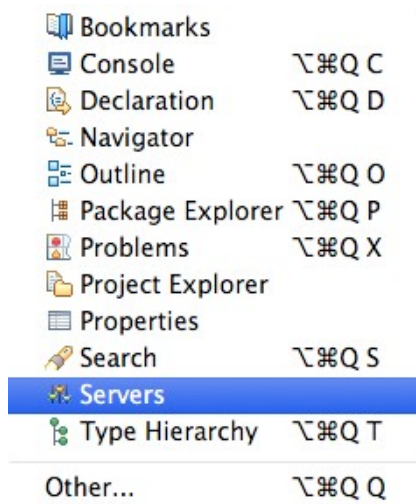 Bookmarks
Console ⌥⌘Q C
Declaration ⌥⌘Q D
Navigator
Outline ⌥⌘Q O
Package Explorer ⌥⌘Q P
Problems ⌥⌘Q X
Project Explorer
Properties
Search ⌥⌘Q S
Servers
Type Hierarchy ⌥⌘Q T
Other... ⌥⌘Q Q